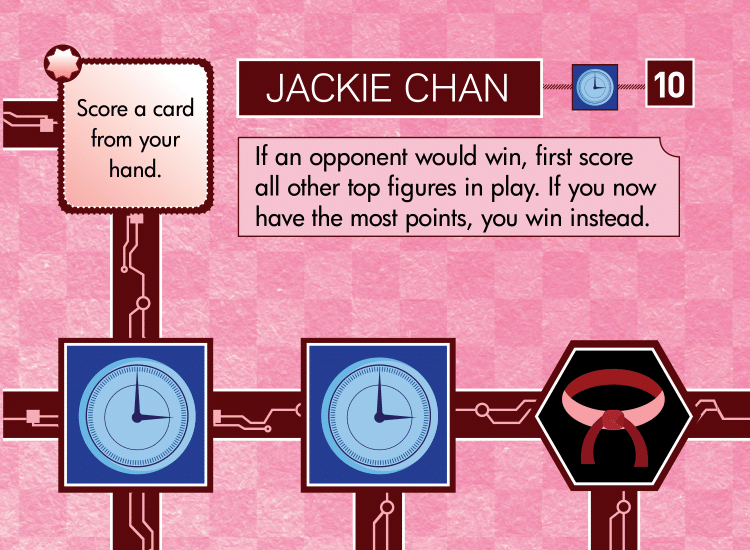 Score a card
from your
hand.
JACKIE CHAN
10
If an opponent would win, first score
all other top figures in play. If you now
have the most points, you win instead.